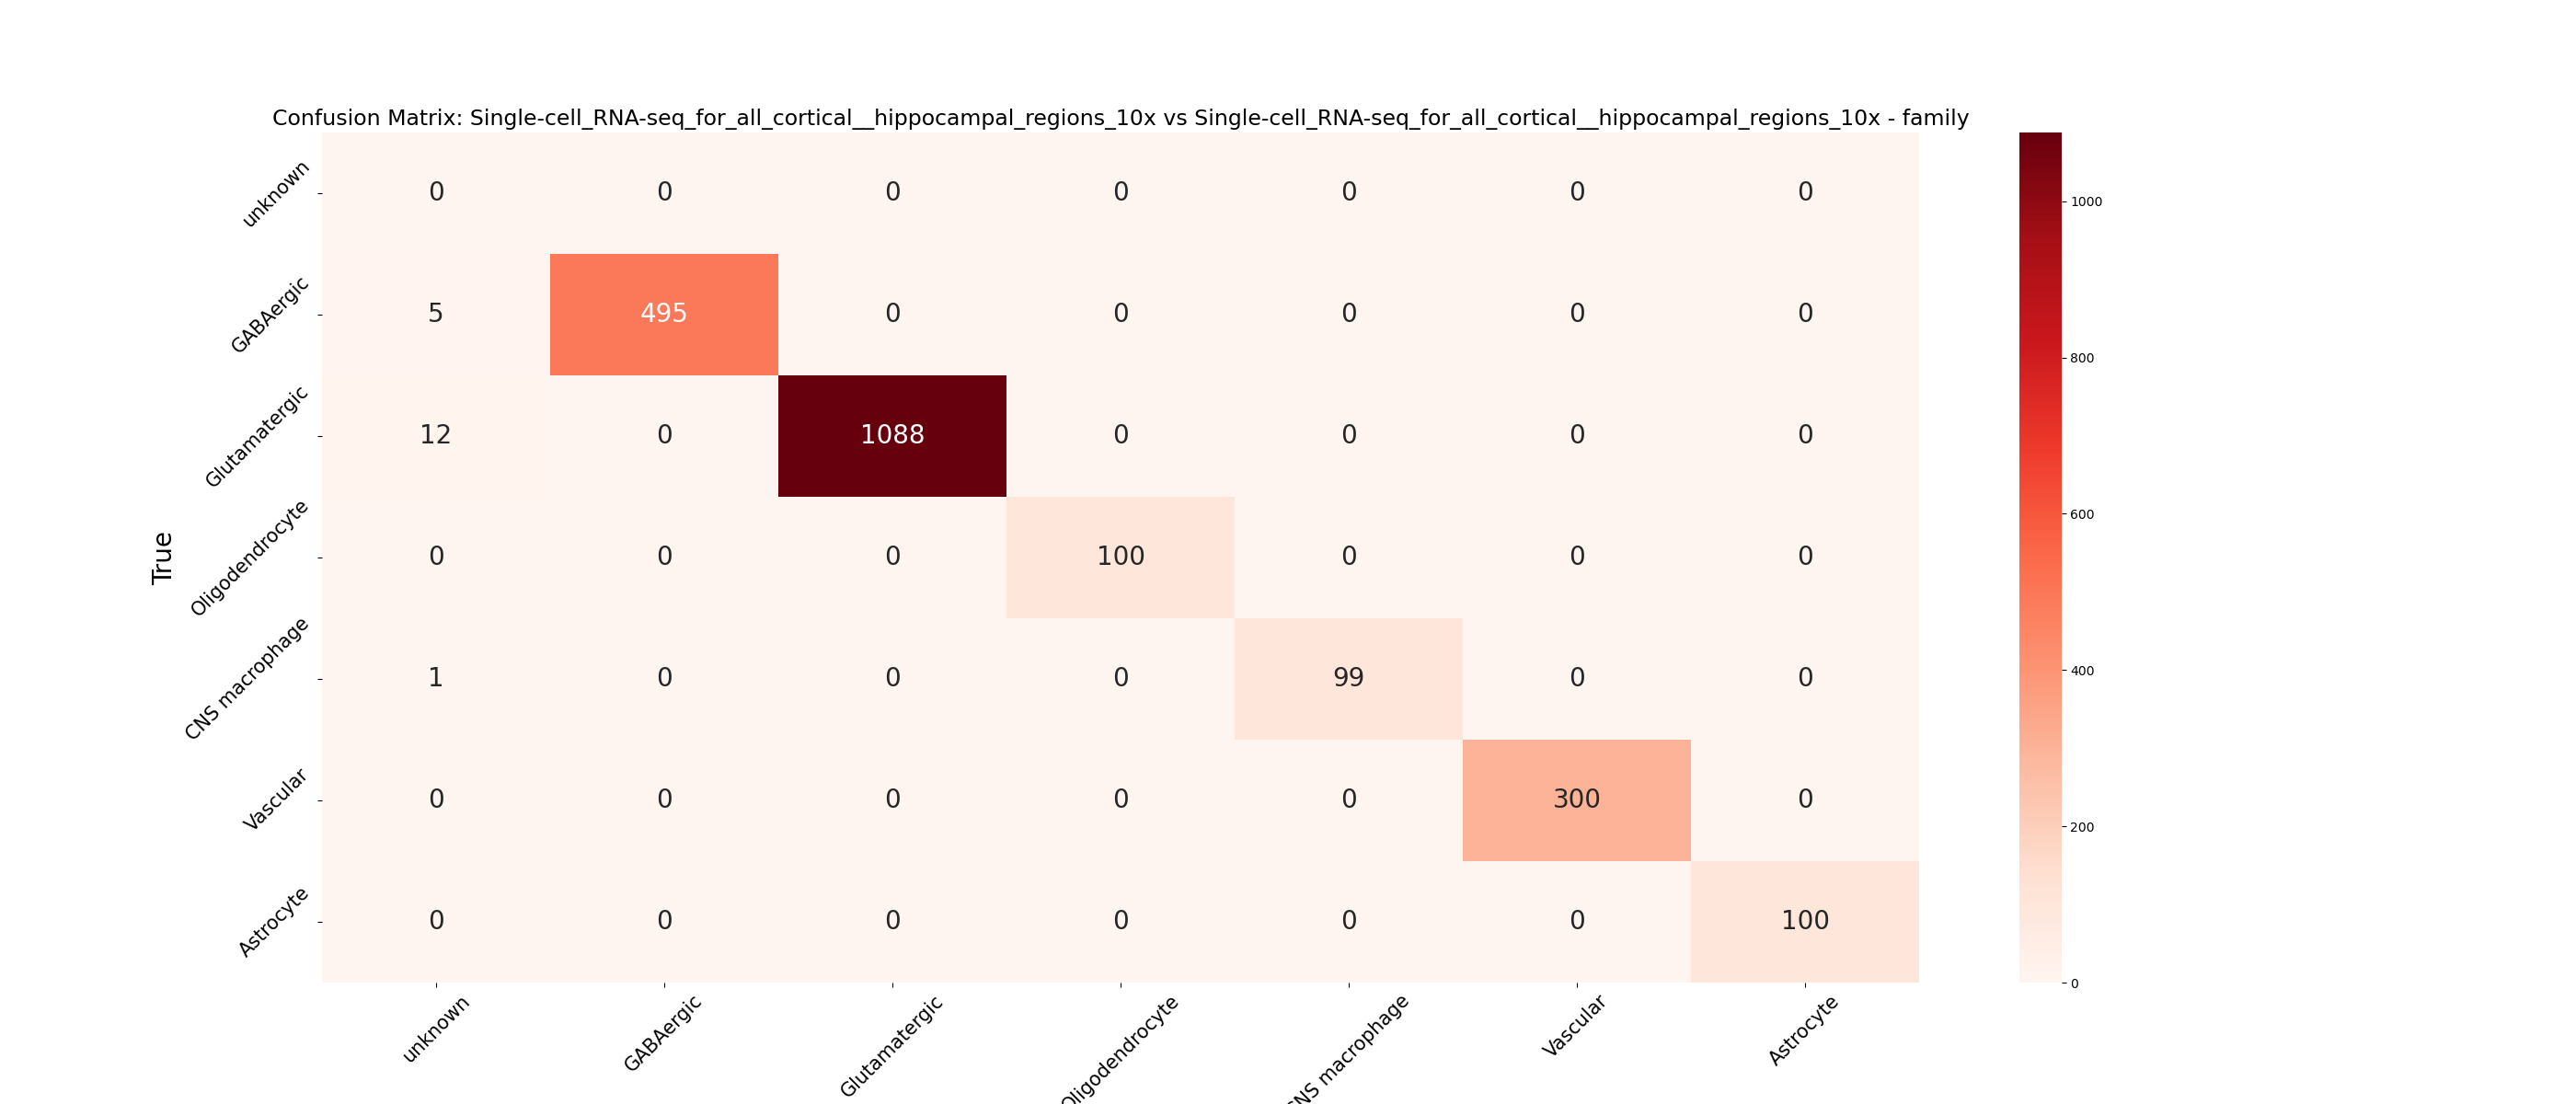 Confusion Matrix: Single-cell_RNA-seq_for_all_cortical__hippocampal_regions_10x vs Single-cell_RNA-seq_for_all_cortical__hippocampal_regions_10x - family
True
unknown 0 0 0 0 0 0 0
GABAergic 5 495 0 0 0 0 0
Glutamatergic 12 0 1088 0 0 0 0
Oligodendrocyte 0 0 0 100 0 0 0
CNS macrophage 1 0 0 0 99 0 0
Vascular 0 0 0 0 0 300 0
Astrocyte 0 0 0 0 0 0 100
unknown GABAergic Glutamatergic Oligodendrocyte CNS macrophage Vascular Astrocyte
1000
800
600
400
200
0